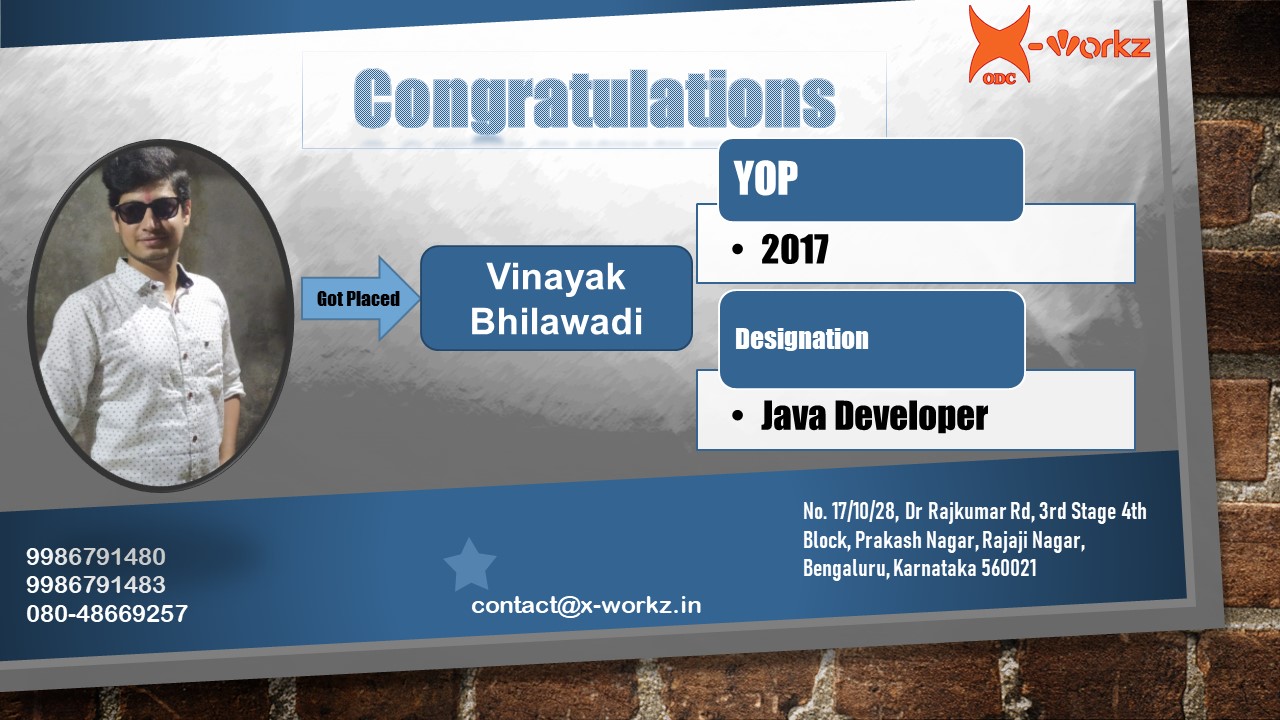 X-Workz
ODC
Congratulations
YOP
• 2017
Got Placed
Vinayak
Bhilawadi
Designation
• Java Developer
No. 17/10/28, Dr Rajkumar Rd, 3rd Stage 4th
Block, Prakash Nagar, Rajaji Nagar,
Bengaluru, Karnataka 560021
9986791480
9986791483
080-48669257
contact@x-workz.in